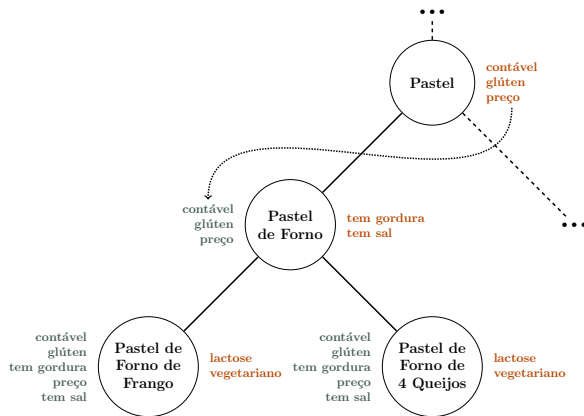 ...
Pastel
contável
glúten
preço
contável
glúten
preço
Pastel
de Forno
tem gordura
tem sal
...
contável
glúten
tem gordura
preço
tem sal
Pastel de
Forno de
Frango
lactose
vegetariano
contável
glúten
tem gordura
preço
tem sal
Pastel de
Forno de
4 Queijos
lactose
vegetariano